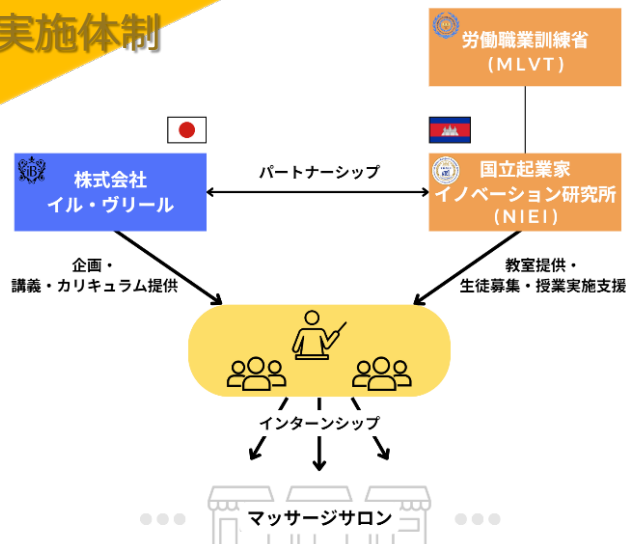 実施体制
労働職業訓練省
(MLVT)
株式会社
イル・ヴリール
パートナーシップ
国立起業家
イノベーション研究所
(NIEI)
企画・
講義・カリキュラム提供
教室提供・
生徒募集・授業実施支援
インターンシップ
マッサージサロン